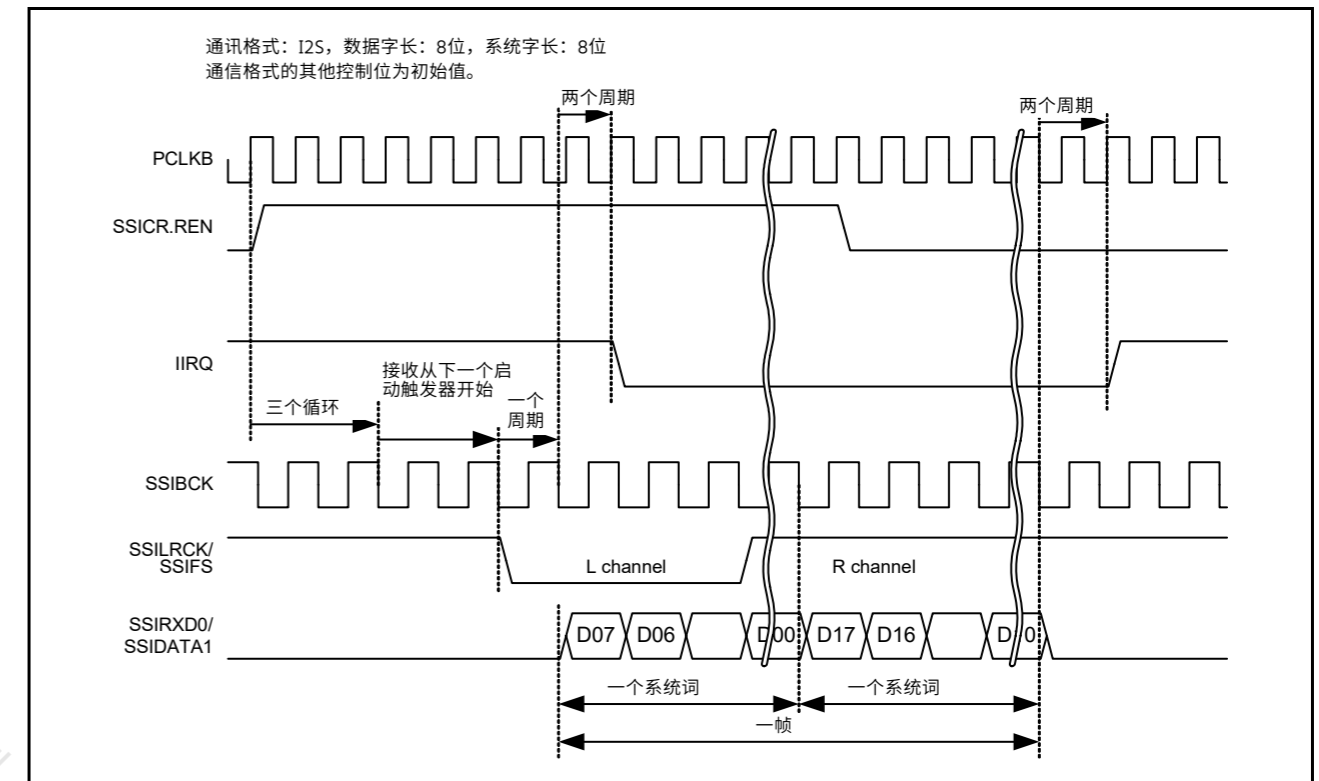 通讯格式：I2S，数据字长：8位，系统字长：8位
通信格式的其他控制位为初始值。
两个周期
两个周期
PCLKB
SSICR.REN
IIRQ
接收从下一个启
动触发器开始
三个循环
一个
周期
SSIBCK
SSILRCK/
SSIFS
L channel
R channel
SSIRXD0/
SSIDATA1
D07
D06
D00
D17
D16
D10
一个系统词
一个系统词
一帧